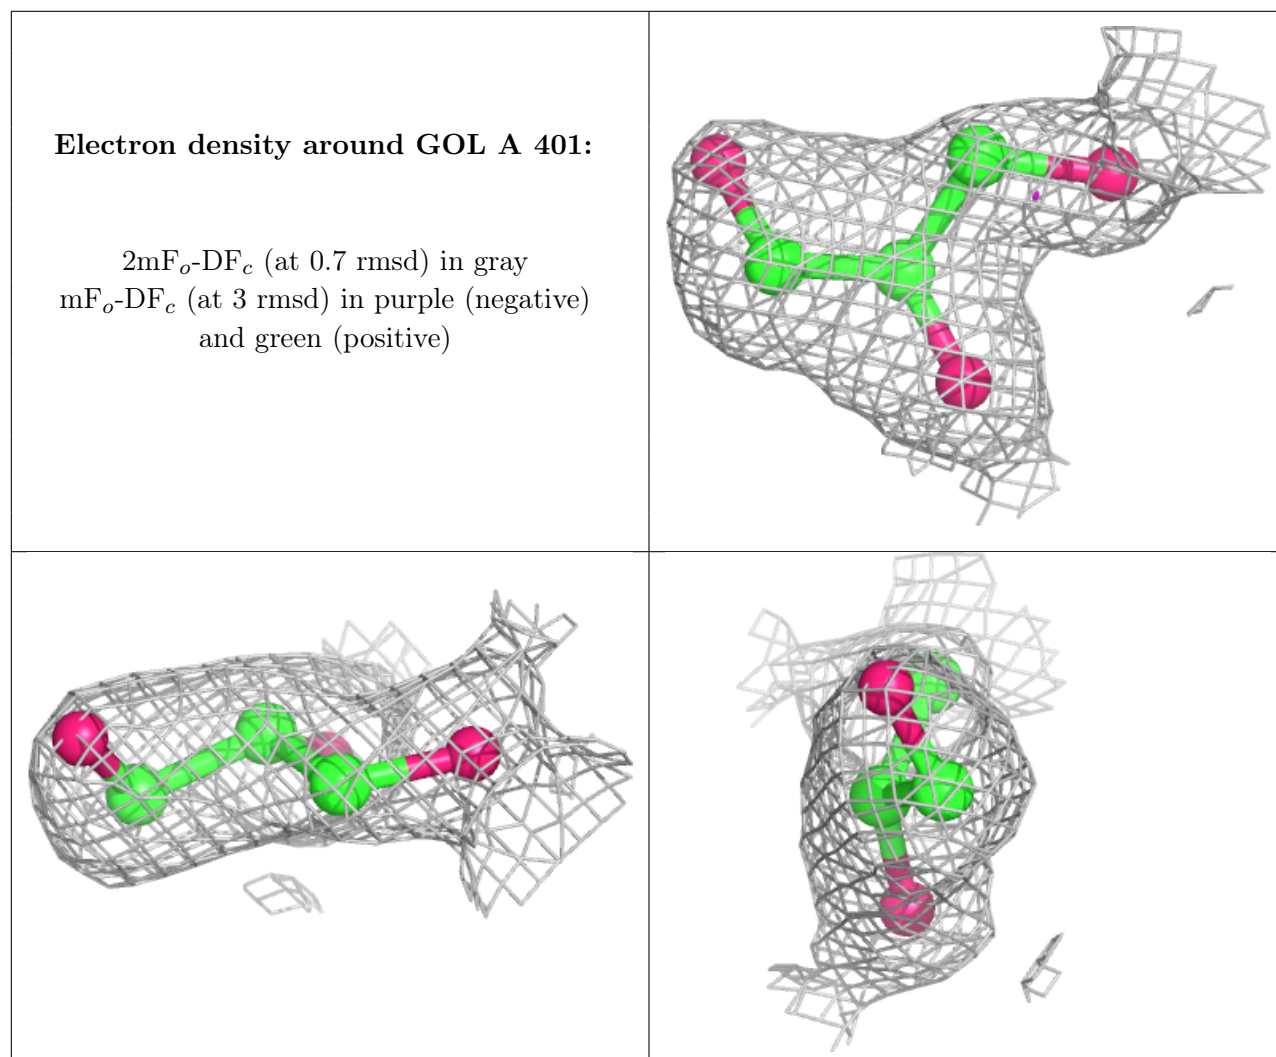 Electron density around GOL A 401:
2mFo-DFc (at 0.7 rmsd) in gray
mFo-DFc (at 3 rmsd) in purple (negative)
and green (positive)